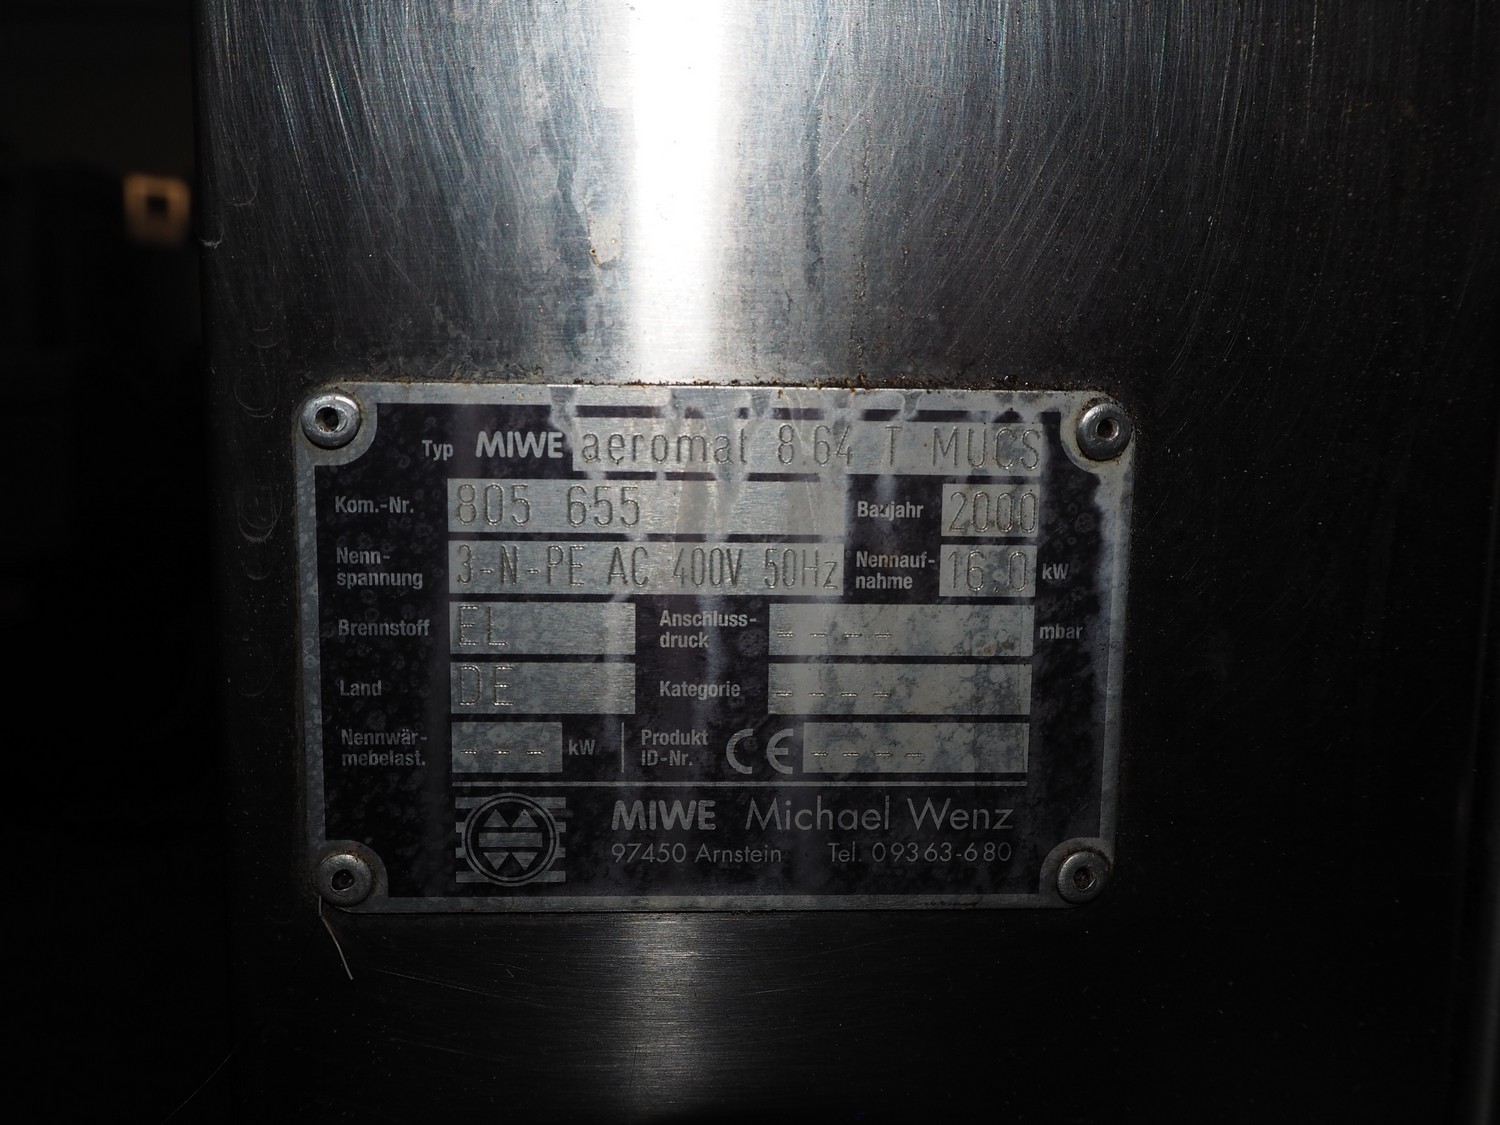 Typ MIWE aeromat 8.64 T MUCS
Kom.-Nr. 805 655 Baujahr 2000
Nenn-
spannung 3-N-PE AC 400V 50Hz Nennauf-
nahme 16.0 kW
Brennstoff EL Anschluss-
druck ---- mbar
Land DE Kategorie ----
Nennwär-
mebelast. --- kW Produkt
ID-Nr. CE ----
MIWE Michael Wenz
97450 Arnstein Tel. 09363-680